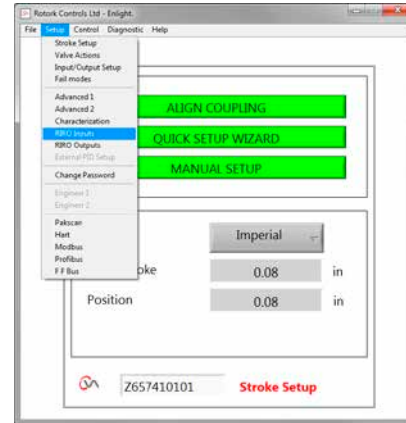 Rotork Controls Ltd - Enlight.
File Setup Control Diagnostic Help
Stroke Setup
Valve Actions
Input/Output Setup
Fail modes
Advanced 1
Advanced 2
Characterization
RIRO Inputs
RIRO Outputs
External PID Setup
Change Password
Engineer 1
Engineer 2
Pakscan
Hart
Modbus
Profibus
F F Bus
ALIGN COUPLING
QUICK SETUP WIZARD
MANUAL SETUP
Imperial
oke 0.08 in
Position 0.08 in
Z657410101 Stroke Setup